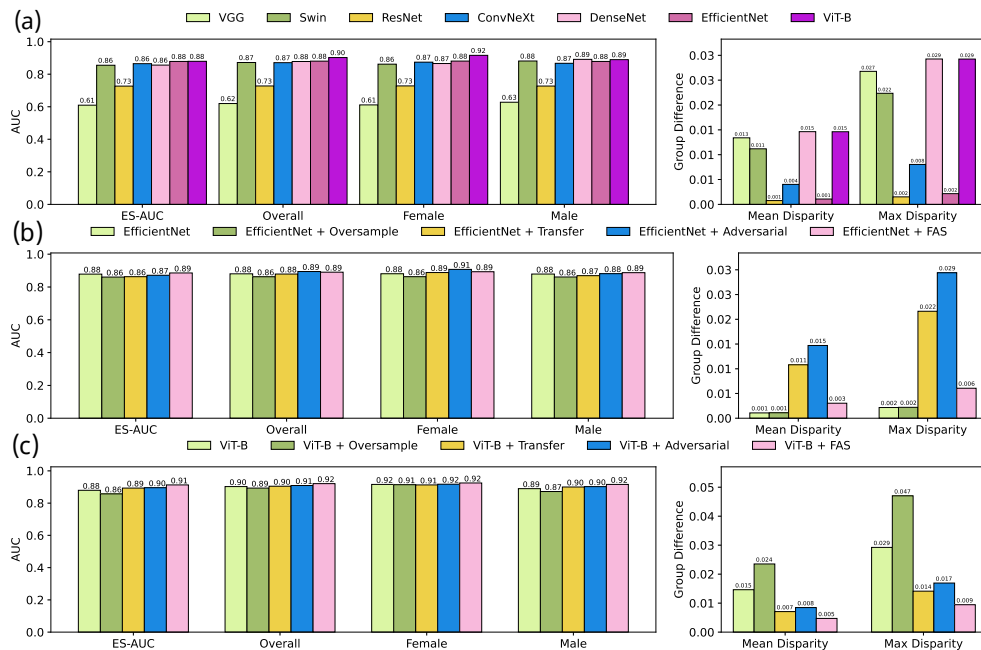 (a)
VGG Swin ResNet ConvNeXt DenseNet EfficientNet ViT-B
AUC
1.0
0.8
0.6
0.4
0.2
0.0
0.61 0.86 0.73 0.86 0.86 0.88 0.88
0.62 0.87 0.73 0.87 0.88 0.88 0.90
0.61 0.86 0.73 0.87 0.87 0.88 0.92
0.63 0.88 0.73 0.87 0.89 0.88 0.89
ES-AUC Overall Female Male
Group Difference
0.03
0.03
0.01
0.01
0.00
0.013 0.011 0.001 0.004 0.015 0.001 0.015
0.027 0.022 0.002 0.008 0.029 0.002 0.029
Mean Disparity Max Disparity
(b)
EfficientNet EfficientNet + Oversample EfficientNet + Transfer EfficientNet + Adversarial EfficientNet + FAS
AUC
1.0
0.8
0.6
0.4
0.2
0.0
0.88 0.86 0.86 0.87 0.89
0.88 0.86 0.88 0.89 0.89
0.88 0.86 0.89 0.91 0.89
0.88 0.86 0.87 0.88 0.89
ES-AUC Overall Female Male
Group Difference
0.03
0.03
0.01
0.01
0.00
0.001 0.001 0.011 0.015 0.003
0.002 0.002 0.022 0.029 0.006
Mean Disparity Max Disparity
(c)
ViT-B ViT-B + Oversample ViT-B + Transfer ViT-B + Adversarial ViT-B + FAS
AUC
1.0
0.8
0.6
0.4
0.2
0.0
0.88 0.86 0.89 0.90 0.91
0.90 0.89 0.90 0.91 0.92
0.92 0.91 0.91 0.92 0.92
0.89 0.87 0.90 0.90 0.92
ES-AUC Overall Female Male
Group Difference
0.05
0.04
0.03
0.02
0.01
0.00
0.015 0.024 0.007 0.008 0.005
0.029 0.047 0.014 0.017 0.009
Mean Disparity Max Disparity